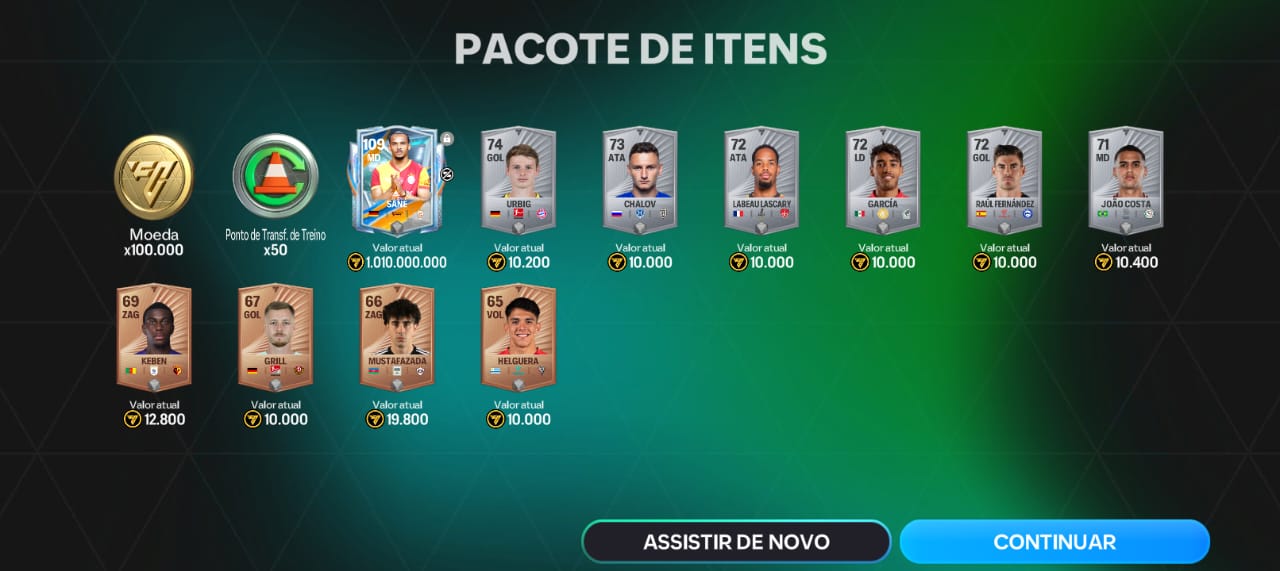 PACOTE DE ITENS
Moeda
x100.000
Ponto de Transf. de Treino
x50
109
MD
SANÉ
Valor atual
1.010.000.000
74
GOL
URBIG
Valor atual
10.200
73
ATA
CHALOV
Valor atual
10.000
72
ATA
LABEAU LASCARY
Valor atual
10.000
72
LD
GARCÍA
Valor atual
10.000
72
GOL
RAÚL FERNÁNDEZ
Valor atual
10.000
71
MD
JOÃO COSTA
Valor atual
10.400
69
ZAG
KEBEN
Valor atual
12.800
67
GOL
GRILL
Valor atual
10.000
66
ZAG
MUSTAFAZADA
Valor atual
19.800
65
VOL
HELGUERA
Valor atual
10.000
ASSISTIR DE NOVO
CONTINUAR